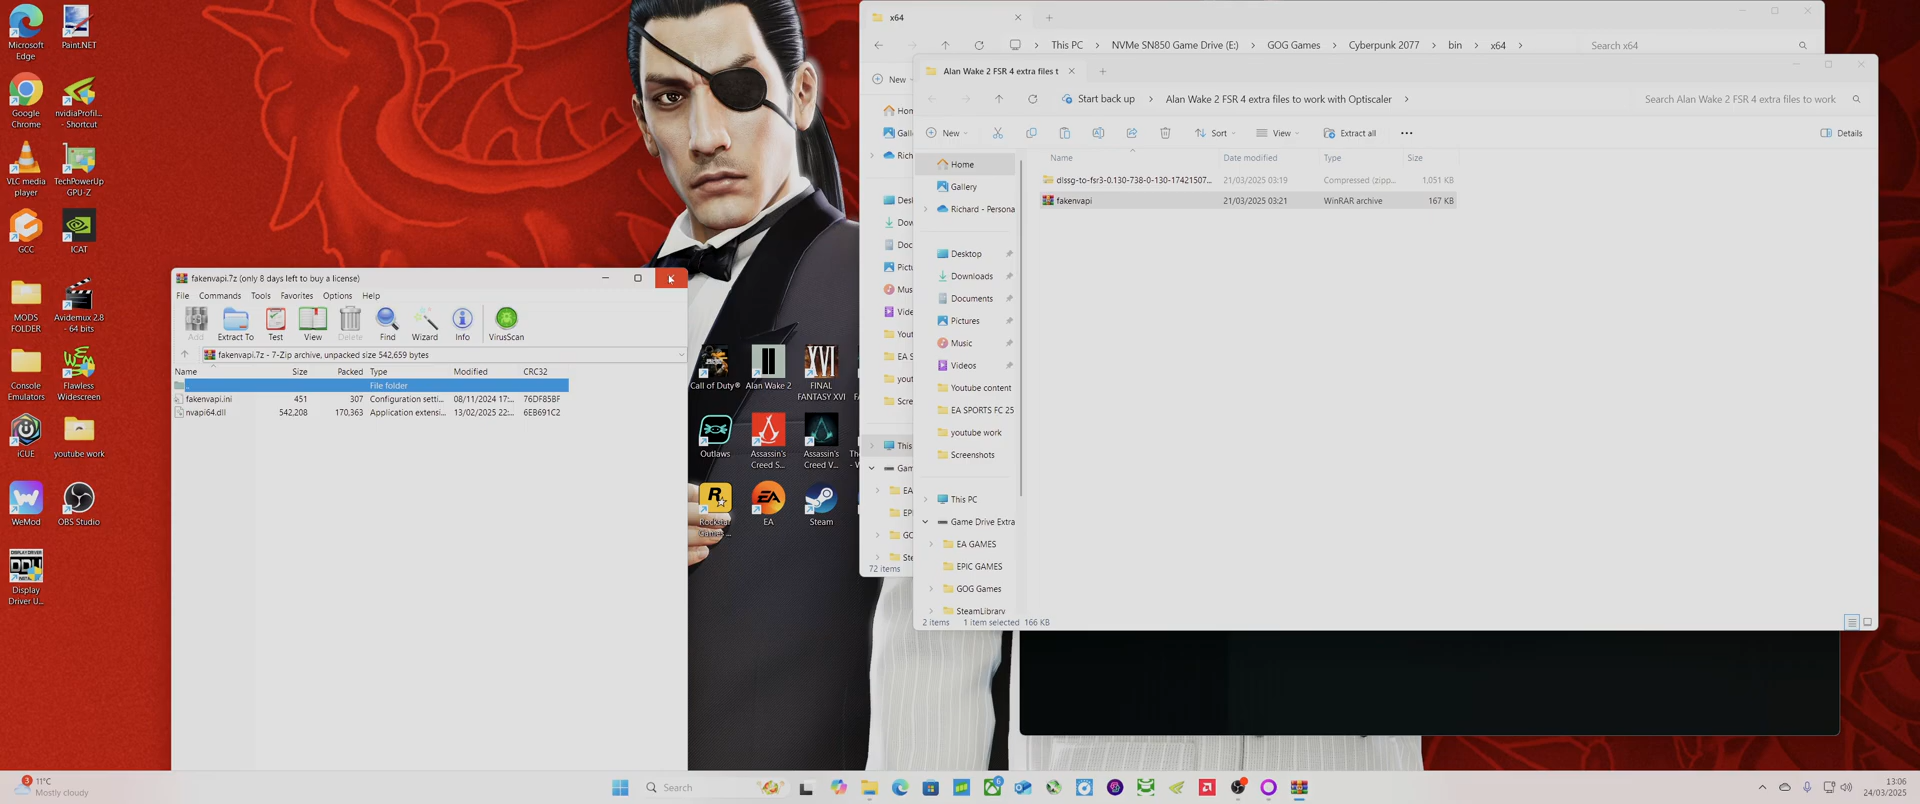 Microsoft Edge
Paint.NET
Google Chrome
nvidiaProfil... - Shortcut
VLC media player
TechPowerUp GPU-Z
GCC
ICAT
MODS FOLDER
Avidemux 2.8 - 64 bits
Console Emulators
Flawless Widescreen
iCUE
youtube work
WeMod
OBS Studio
Display Driver U...
fakenvapi.7z (only 8 days left to buy a license)
File Commands Tools Favorites Options Help
Add Extract To Test View Delete Find Wizard Info VirusScan
fakenvapi.7z - 7-Zip archive, unpacked size 542,659 bytes
Name Size Packed Type Modified CRC32
.. File folder
fakenvapi.ini 451 307 Configuration setti... 08/11/2024 17:... 76DF85BF
nvapi64.dll 542,208 170,363 Application extensi... 13/02/2025 22:... 6EB691C2
Call of Duty®
Alan Wake 2
FINAL FANTASY XVI
Outlaws
Assassin's Creed S...
Assassin's Creed V...
Rockstar Games ...
EA
Steam
x64
This PC > NVMe SN850 Game Drive (E:) > GOG Games > Cyberpunk 2077 > bin > x64 >
Search x64
New
72 items
Alan Wake 2 FSR 4 extra files t
Start back up > Alan Wake 2 FSR 4 extra files to work with Optiscaler >
Search Alan Wake 2 FSR 4 extra files to work
New Sort View Extract all ... Details
Name Date modified Type Size
dlssg-to-fsr3-0.130-738-0-130-17421507... 21/03/2025 03:19 Compressed (zipp... 1,051 KB
fakenvapi 21/03/2025 03:21 WinRAR archive 167 KB
Home
Gallery
Richard - Persona
Desktop
Downloads
Documents
Pictures
Music
Videos
Youtube content
EA SPORTS FC 25
youtube work
Screenshots
This PC
Game Drive Extra
EA GAMES
EPIC GAMES
GOG Games
SteamLibrary
2 items 1 item selected 166 KB
3
11°C
Mostly cloudy
Search
6
13:06
24/03/2025